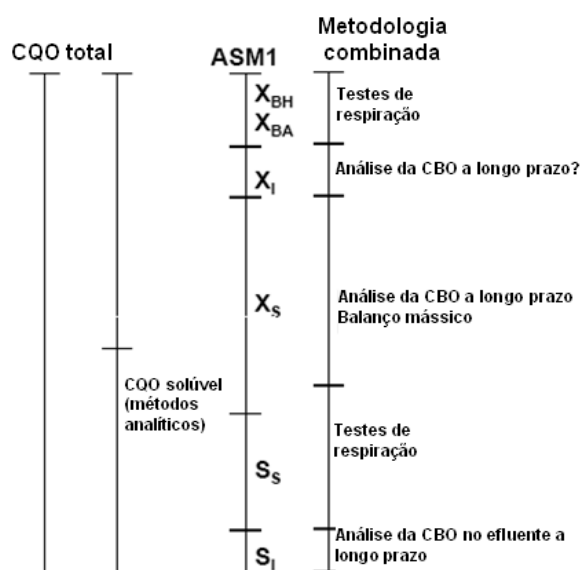 CQO total
ASM1
Metodologia
combinada
X_BH
X_BA
Testes de
respiração
X_I
Análise da CBO a longo prazo?
X_S
Análise da CBO a longo prazo
Balanço mássico
CQO solúvel
(métodos
analíticos)
Testes de
respiração
S_S
Análise da CBO no efluente a
longo prazo
S_I